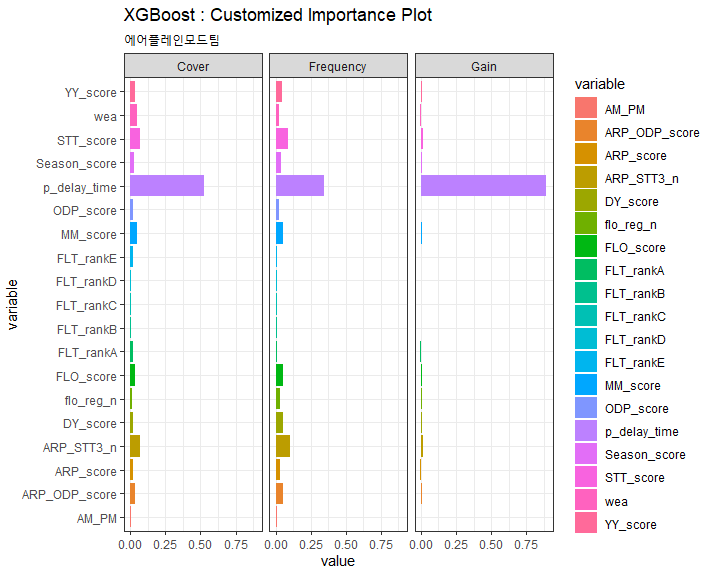 XGBoost : Customized Importance Plot
에어플레인모드팀
Cover
Frequency
Gain
variable
YY_score
wea
STT_score
Season_score
p_delay_time
ODP_score
MM_score
FLT_rankE
FLT_rankD
FLT_rankC
FLT_rankB
FLT_rankA
FLO_score
flo_reg_n
DY_score
ARP_STT3_n
ARP_score
ARP_ODP_score
AM_PM
0.00 0.25 0.50 0.75
0.00 0.25 0.50 0.75
0.00 0.25 0.50 0.75
value
variable
AM_PM
ARP_ODP_score
ARP_score
ARP_STT3_n
DY_score
flo_reg_n
FLO_score
FLT_rankA
FLT_rankB
FLT_rankC
FLT_rankD
FLT_rankE
MM_score
ODP_score
p_delay_time
Season_score
STT_score
wea
YY_score